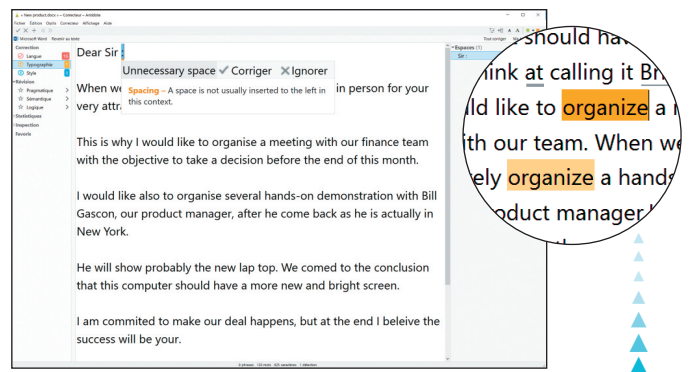 « New product.docx » – Correcteur – Antidote
Fichier Édition Outils Correcteur Affichage Aide
Microsoft Word Revenir au texte
Tout corriger
Correction
Langue
Typographie
Style
Révision
Pragmatique
Sémantique
Logique
Statistiques
Inspection
Favoris
Dear Sir :
Unnecessary space ✓ Corriger ✕ Ignorer
Spacing – A space is not usually inserted to the left in
this context.
When we
in person for your
very attra
This is why I would like to organise a meeting with our finance team
with the objective to take a decision before the end of this month.
I would like also to organise several hands-on demonstration with Bill
Gascon, our product manager, after he come back as he is actually in
New York.
He will show probably the new lap top. We comed to the conclusion
that this computer should have a more new and bright screen.
I am commited to make our deal happens, but at the end I beleive the
success will be your.
Espaces (1)
Sir :
should hav
ink at calling it Bri
ld like to organize a r
ith our team. When we
ely organize a hands
oduct manager